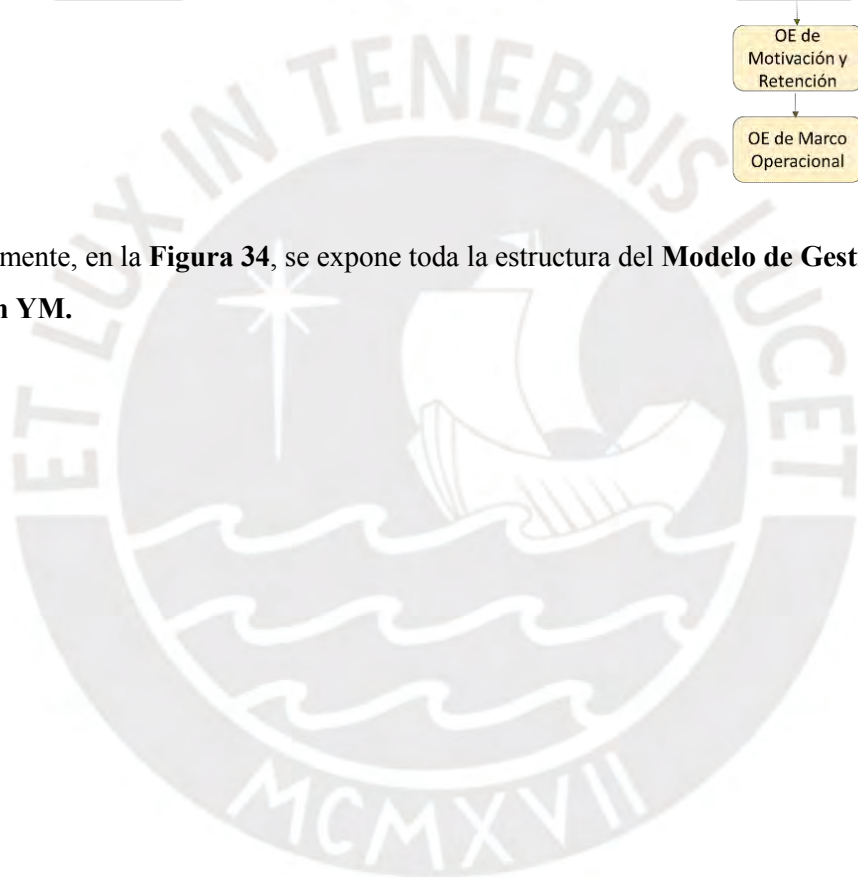 OE de
Motivación y
Retención
OE de Marco
Operacional
mente, en la Figura 34, se expone toda la estructura del Modelo de Gest
YM.
ET LUX IN TENEBRIS LUCET
MCMXVII